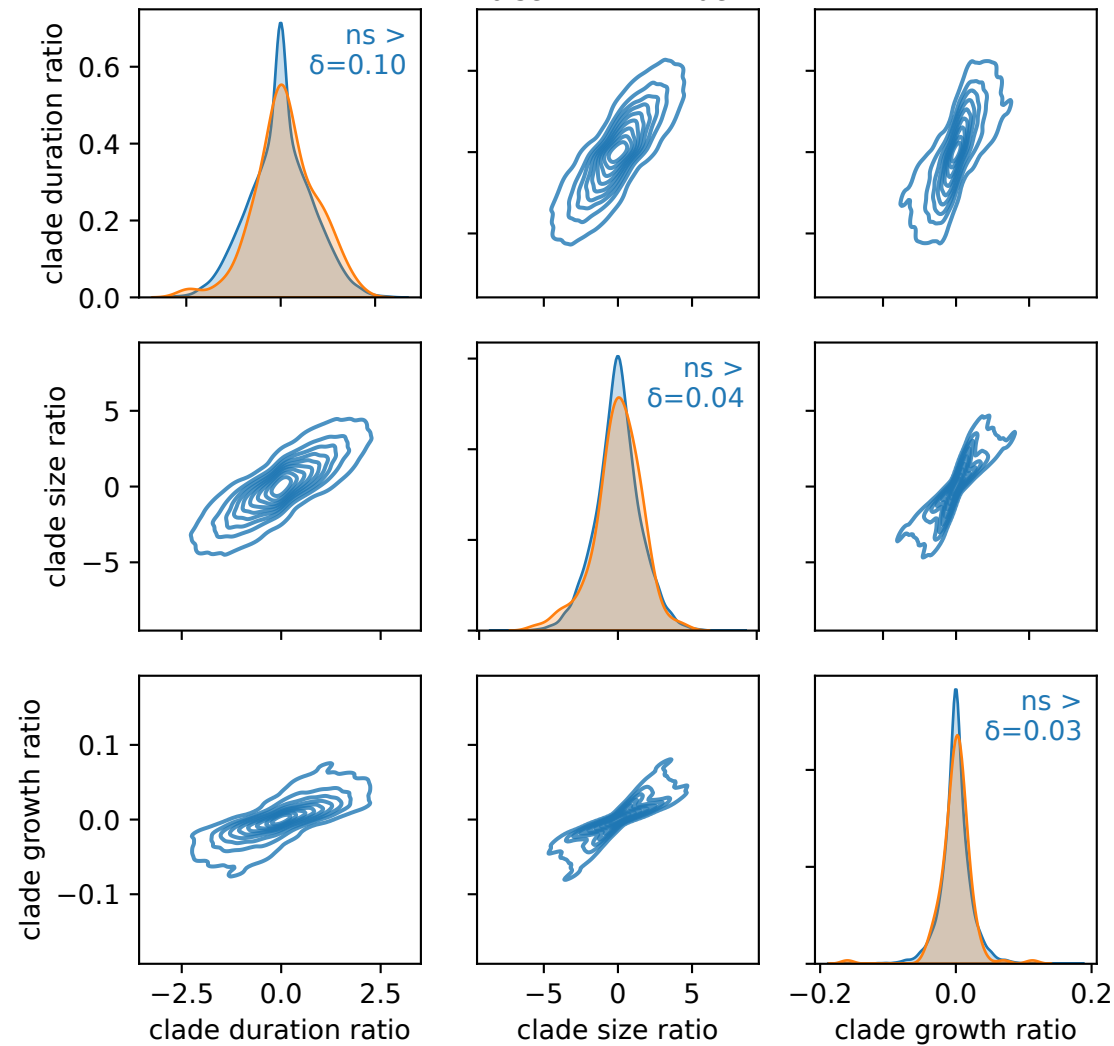 clade duration ratio
0.6
0.4
0.2
0.0
ns >
δ=0.10
clade size ratio
5
0
−5
ns >
δ=0.04
clade growth ratio
0.1
0.0
−0.1
ns >
δ=0.03
−2.5 0.0 2.5
−5 0 5
−0.2 0.0 0.2
clade duration ratio
clade size ratio
clade growth ratio